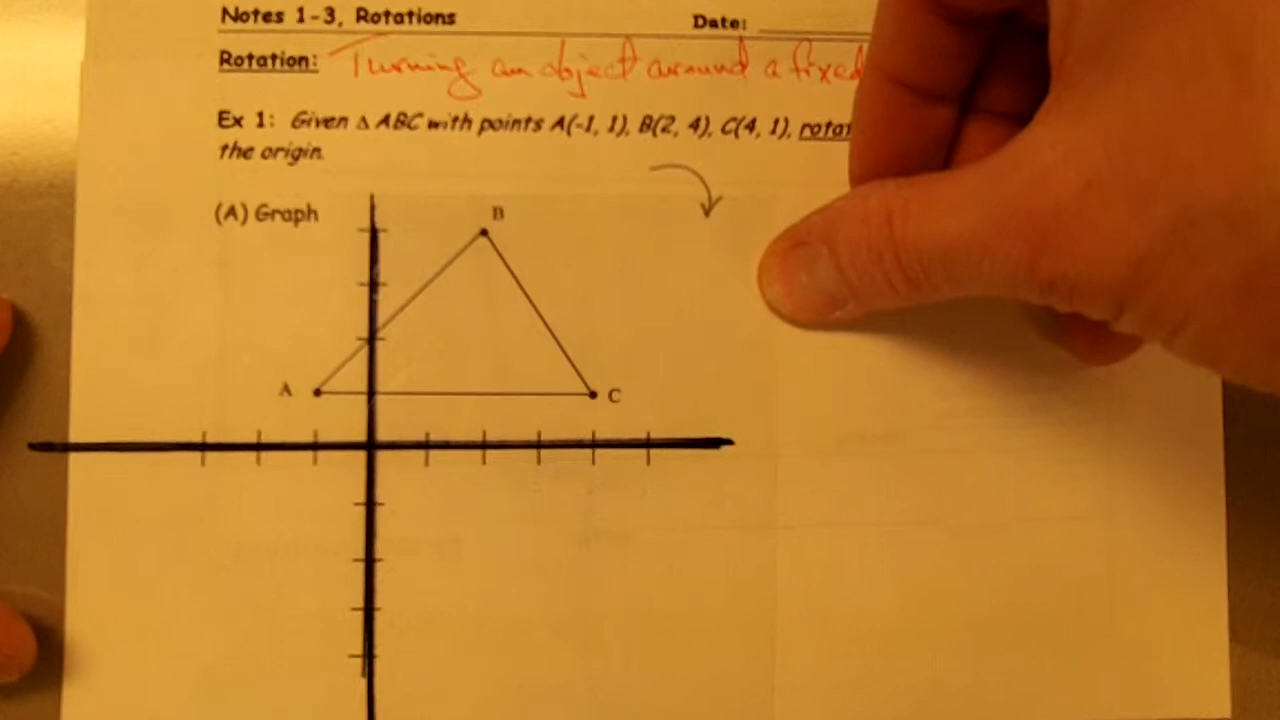 Notes 1-3, Rotations Date:
Rotation: Turning an object around a fixed
Ex 1: Given Δ ABC with points A(-1, 1), B(2, 4), C(4, 1),
the origin.
(A) Graph
B
A
C